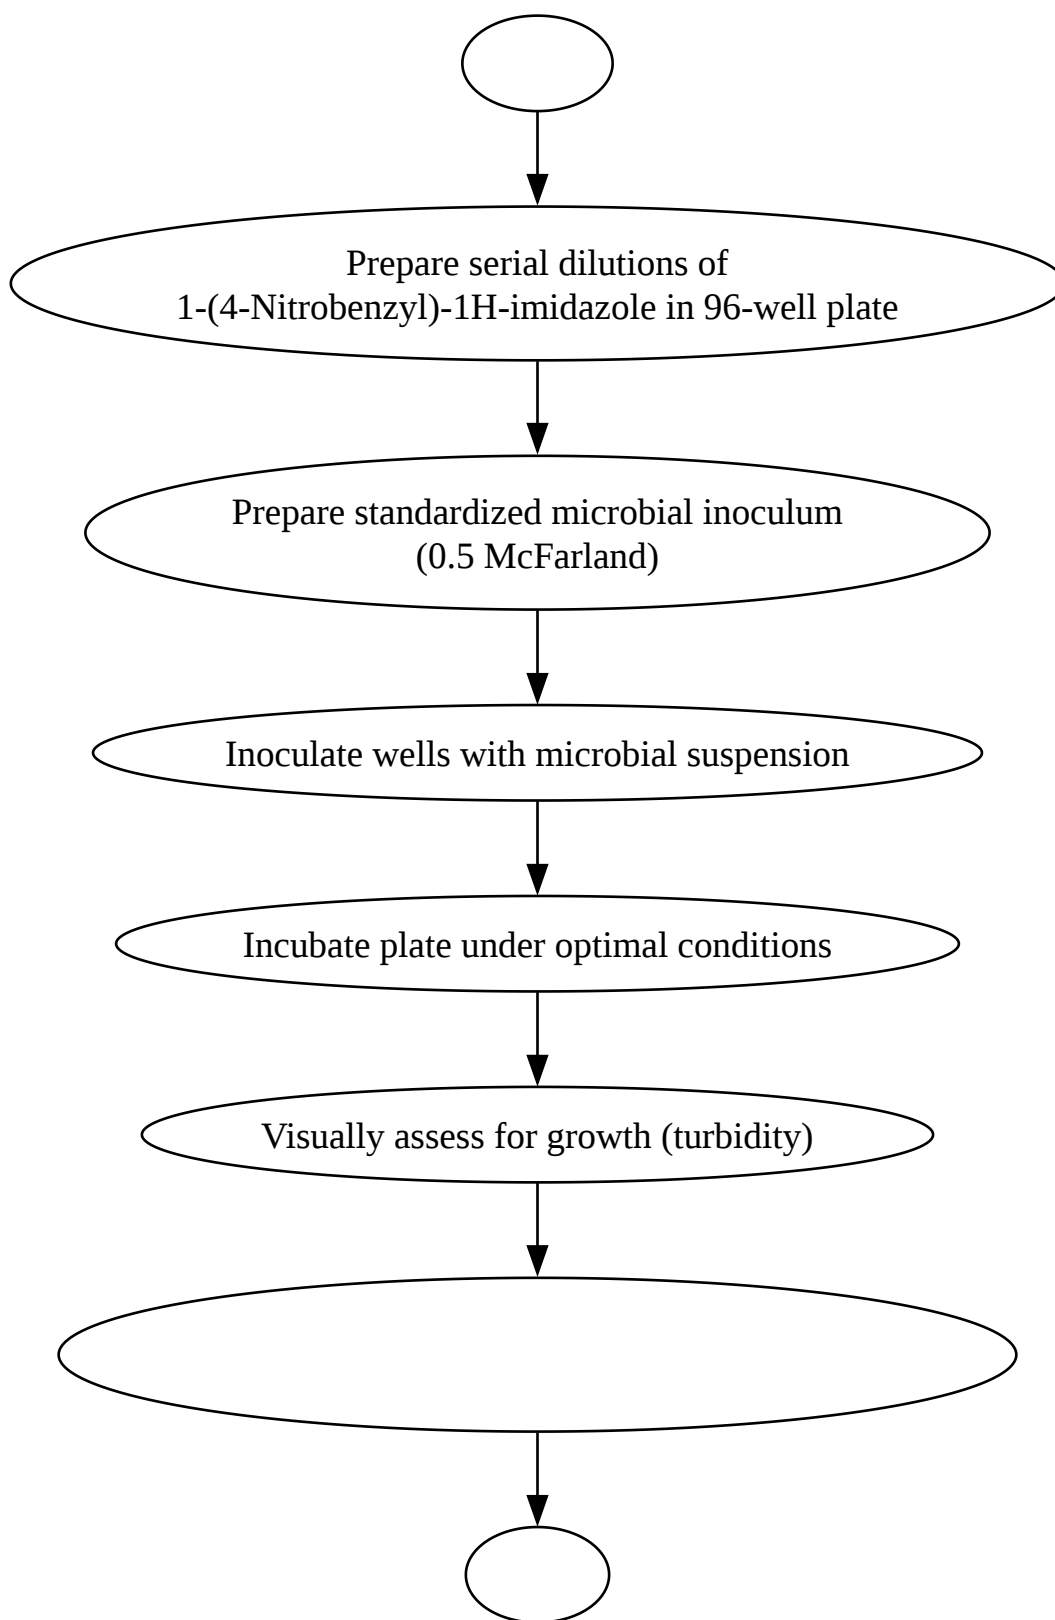 Prepare serial dilutions of
1-(4-Nitrobenzyl)-1H-imidazole in 96-well plate
Prepare standardized microbial inoculum
(0.5 McFarland)
Inoculate wells with microbial suspension
Incubate plate under optimal conditions
Visually assess for growth (turbidity)